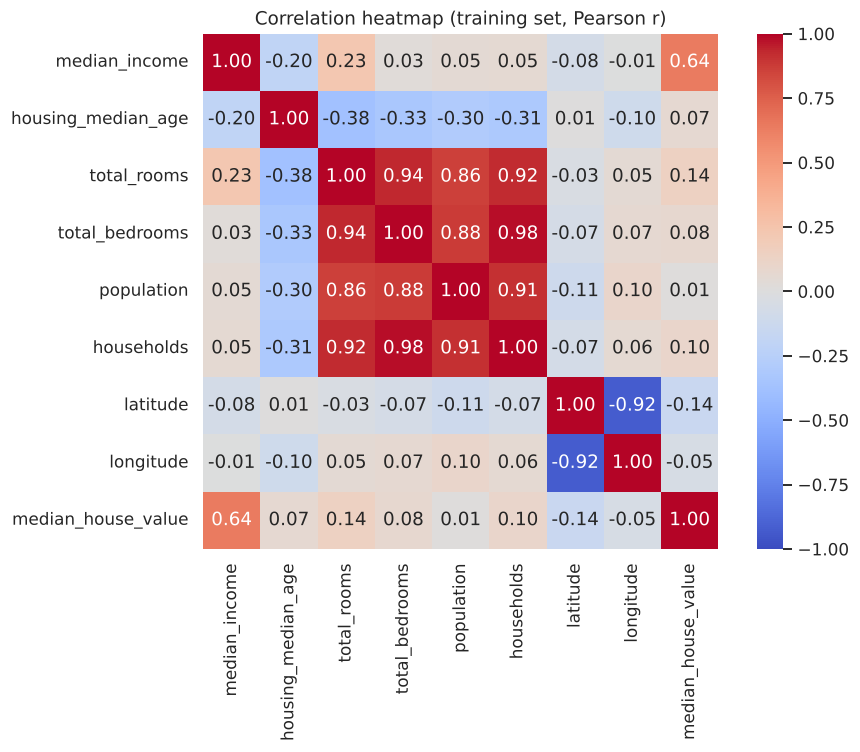 Correlation heatmap (training set, Pearson r)
median_income 1.00 -0.20 0.23 0.03 0.05 0.05 -0.08 -0.01 0.64
housing_median_age -0.20 1.00 -0.38 -0.33 -0.30 -0.31 0.01 -0.10 0.07
total_rooms 0.23 -0.38 1.00 0.94 0.86 0.92 -0.03 0.05 0.14
total_bedrooms 0.03 -0.33 0.94 1.00 0.88 0.98 -0.07 0.07 0.08
population 0.05 -0.30 0.86 0.88 1.00 0.91 -0.11 0.10 0.01
households 0.05 -0.31 0.92 0.98 0.91 1.00 -0.07 0.06 0.10
latitude -0.08 0.01 -0.03 -0.07 -0.11 -0.07 1.00 -0.92 -0.14
longitude -0.01 -0.10 0.05 0.07 0.10 0.06 -0.92 1.00 -0.05
median_house_value 0.64 0.07 0.14 0.08 0.01 0.10 -0.14 -0.05 1.00
median_income
housing_median_age
total_rooms
total_bedrooms
population
households
latitude
longitude
median_house_value
1.00
0.75
0.50
0.25
0.00
−0.25
−0.50
−0.75
−1.00